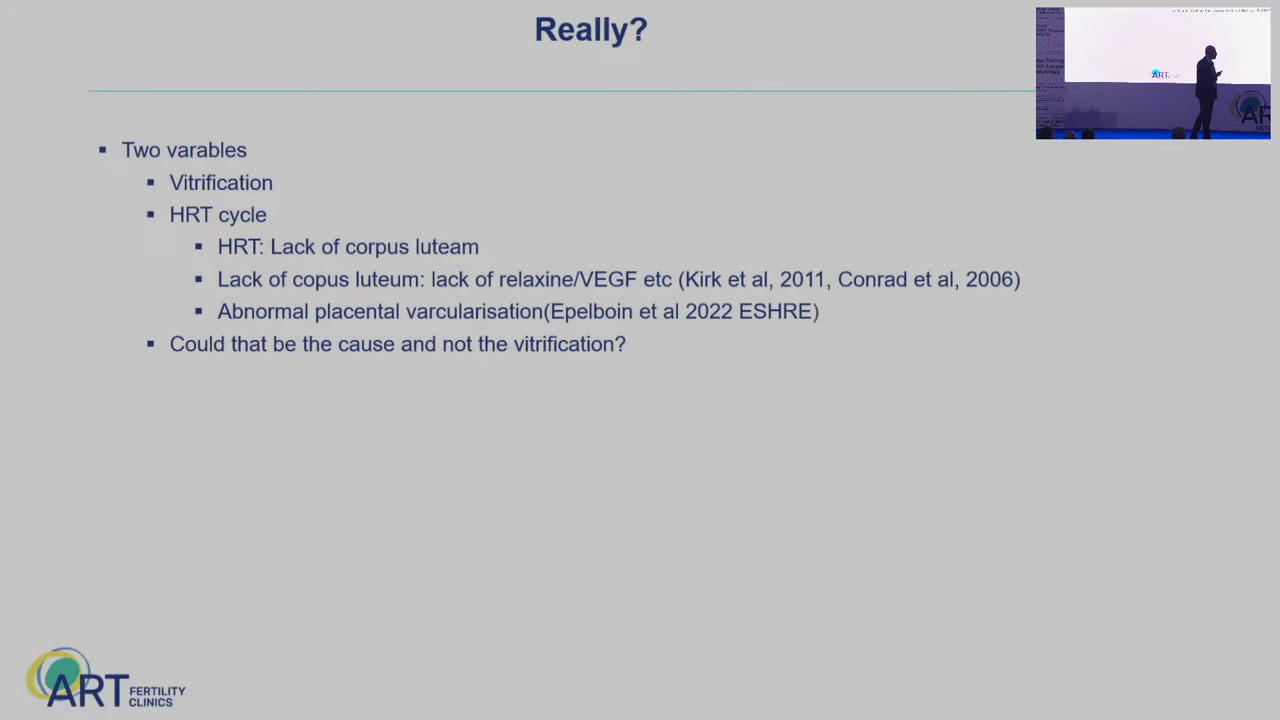 Really?
Two varables
Vitrification
HRT cycle
HRT: Lack of corpus luteam
Lack of copus luteum: lack of relaxine/VEGF etc (Kirk et al, 2011, Conrad et al, 2006)
Abnormal placental varcularisation(Epelboin et al 2022 ESHRE)
Could that be the cause and not the vitrification?
ART FERTILITY CLINICS
ART